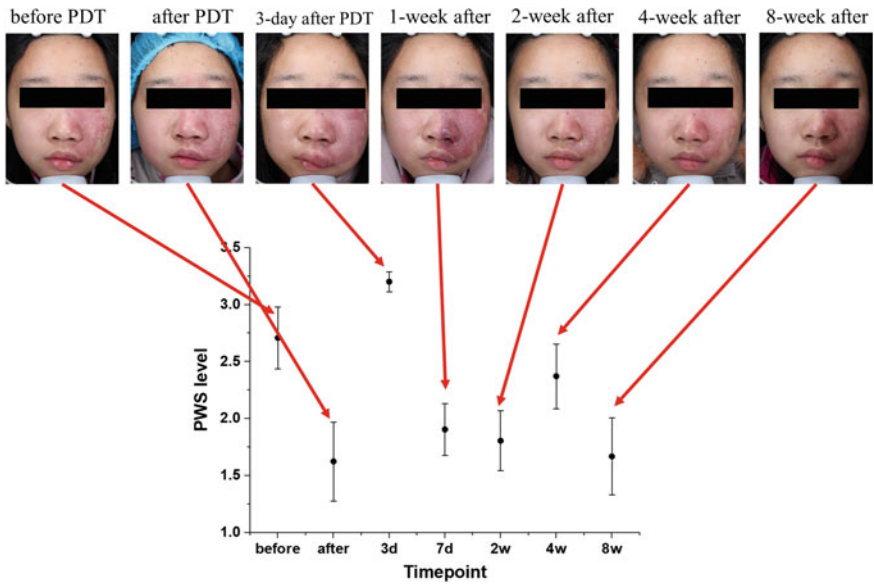 before PDT
after PDT
3-day after PDT
1-week after
2-week after
4-week after
8-week after
3.5
3.0
2.5
2.0
1.5
1.0
PWS level
before
after
3d
7d
2w
4w
8w
Timepoint